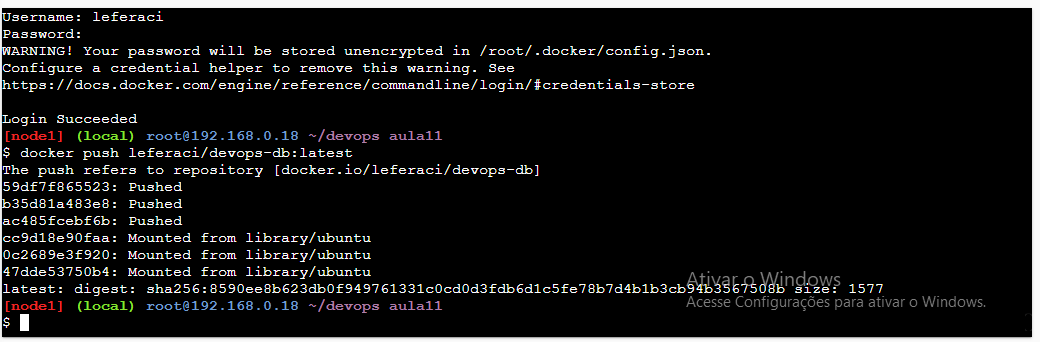 Username: leferaci
Password:
WARNING! Your password will be stored unencrypted in /root/.docker/config.json.
Configure a credential helper to remove this warning. See
https://docs.docker.com/engine/reference/commandline/login/#credentials-store
Login Succeeded
[node1] (local) root@192.168.0.18 ~/devops aula11
$ docker push leferaci/devops-db:latest
The push refers to repository [docker.io/leferaci/devops-db]
59df7f865523: Pushed
b35d81a483e8: Pushed
ac485fcebf6b: Pushed
cc9d18e90faa: Mounted from library/ubuntu
0c2689e3f920: Mounted from library/ubuntu
47dde53750b4: Mounted from library/ubuntu
latest: digest: sha256:8590ee8b623db0f949761331c0cd0d3fdb6d1c5fe78b7d4b1b3cb94b3567508b size: 1577
[node1] (local) root@192.168.0.18 ~/devops aula11
$
Ativar o Windows
Acesse Configurações para ativar o Windows.